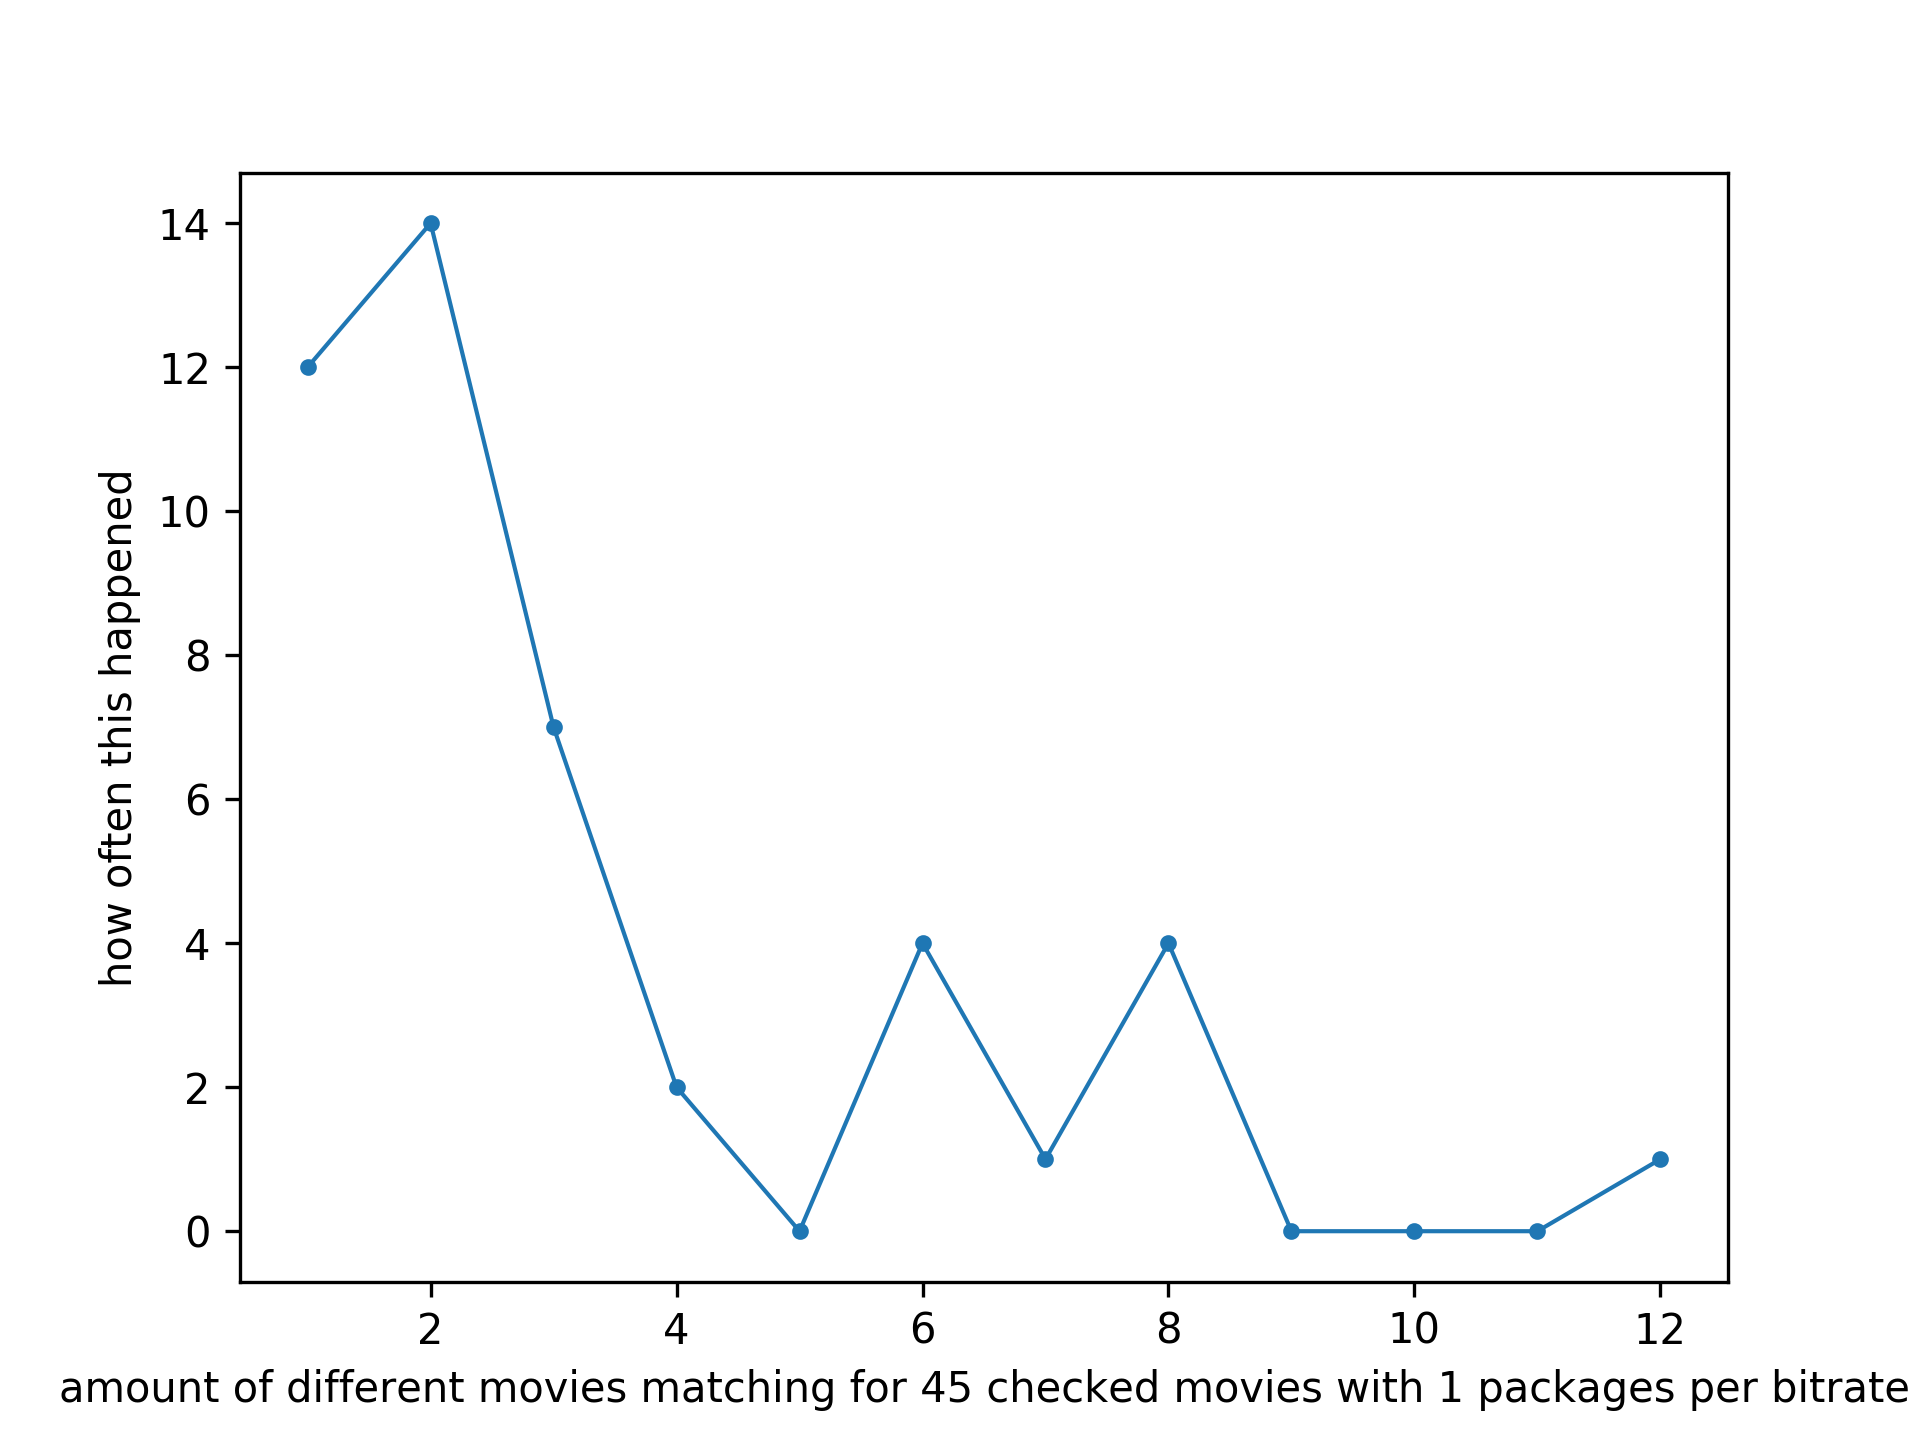 14
12
10
8
6
4
2
0
how often this happened
2 4 6 8 10 12
amount of different movies matching for 45 checked movies with 1 packages per bitrate